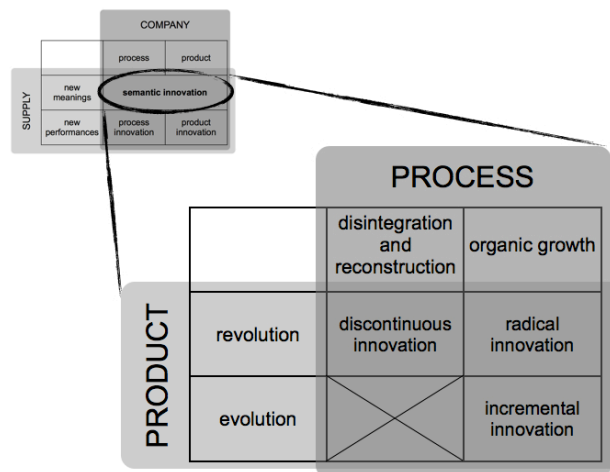 COMPANY
process product
SUPPLY
new
meanings
semantic innovation
new
performances
process
innovation
product
innovation
PROCESS
disintegration
and
reconstruction
organic growth
PRODUCT
revolution
discontinuous
innovation
radical
innovation
evolution
incremental
innovation